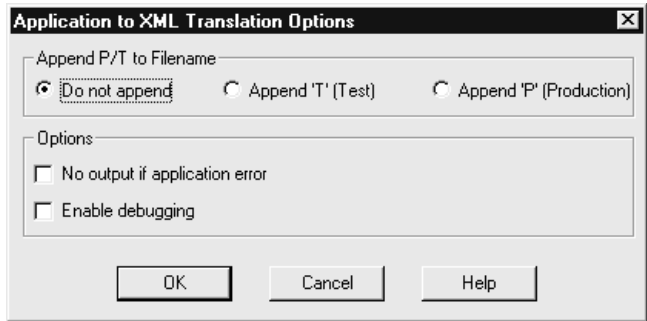 Application to XML Translation Options
Append P/T to Filename
Do not append Append 'T' (Test) Append 'P' (Production)
Options
No output if application error
Enable debugging
OK Cancel Help